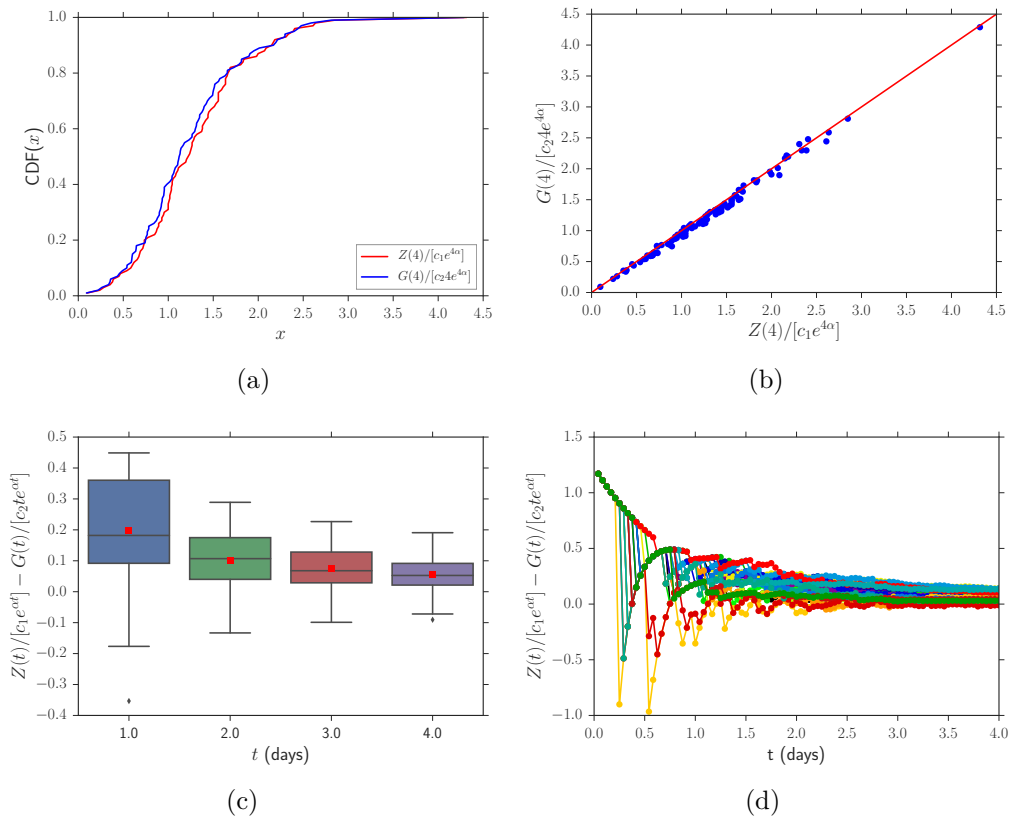 1.0
0.8
0.6
0.4
0.2
0.0
CDF(x)
0.0 0.5 1.0 1.5 2.0 2.5 3.0 3.5 4.0 4.5
x
Z(4)/[c₁e^{4α}]
G(4)/[c₂4e^{4α}]
(a)
4.5
4.0
3.5
3.0
2.5
2.0
1.5
1.0
0.5
0.0
G(4)/[c₂4e^{4α}]
0.0 0.5 1.0 1.5 2.0 2.5 3.0 3.5 4.0 4.5
Z(4)/[c₁e^{4α}]
(b)
0.5
0.4
0.3
0.2
0.1
0.0
−0.1
−0.2
−0.3
−0.4
Z(t)/[c₁e^{αt}] − G(t)/[c₂te^{αt}]
1.0 2.0 3.0 4.0
t (days)
(c)
1.5
1.0
0.5
0.0
−0.5
−1.0
Z(t)/[c₁e^{αt}] − G(t)/[c₂te^{αt}]
0.0 0.5 1.0 1.5 2.0 2.5 3.0 3.5 4.0
t (days)
(d)